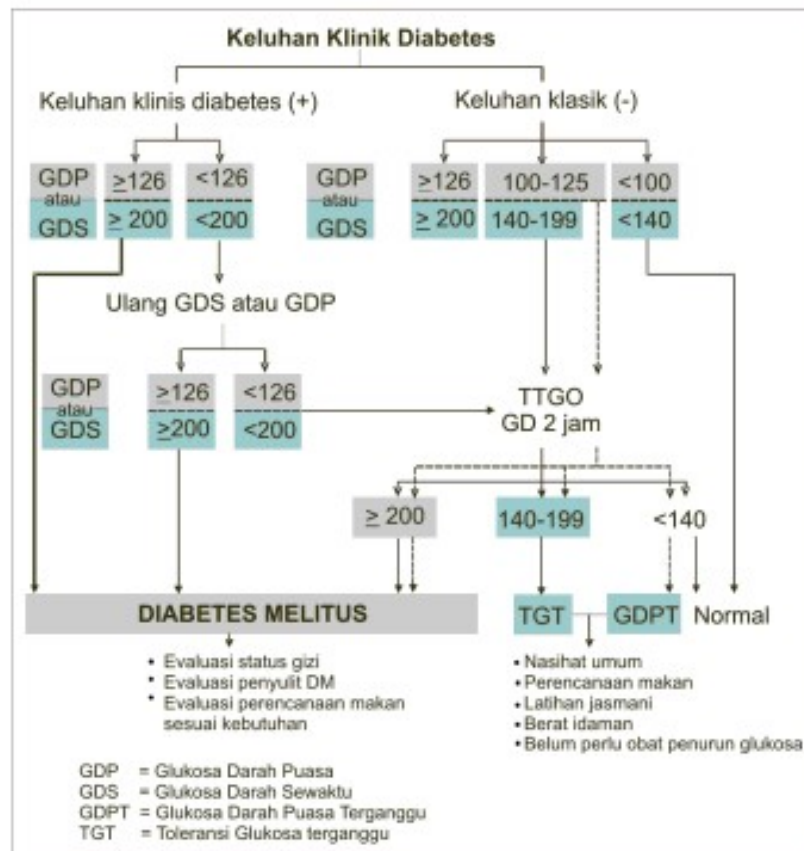 Keluhan Klinik Diabetes
Keluhan klinis diabetes (+)
Keluhan klasik (-)
GDP
atau
GDS
≥126
<126
≥ 200
<200
GDP
atau
GDS
≥126
100-125
<100
≥ 200
140-199
<140
Ulang GDS atau GDP
GDP
atau
GDS
≥126
<126
≥200
<200
TTGO
GD 2 jam
≥ 200
140-199
<140
DIABETES MELITUS
TGT
GDPT
Normal
• Evaluasi status gizi
• Evaluasi penyulit DM
• Evaluasi perencanaan makan
sesuai kebutuhan
• Nasihat umum
• Perencanaan makan
• Latihan jasmani
• Berat idaman
• Belum perlu obat penurun glukosa
GDP = Glukosa Darah Puasa
GDS = Glukosa Darah Sewaktu
GDPT = Glukosa Darah Puasa Terganggu
TGT = Toleransi Glukosa terganggu